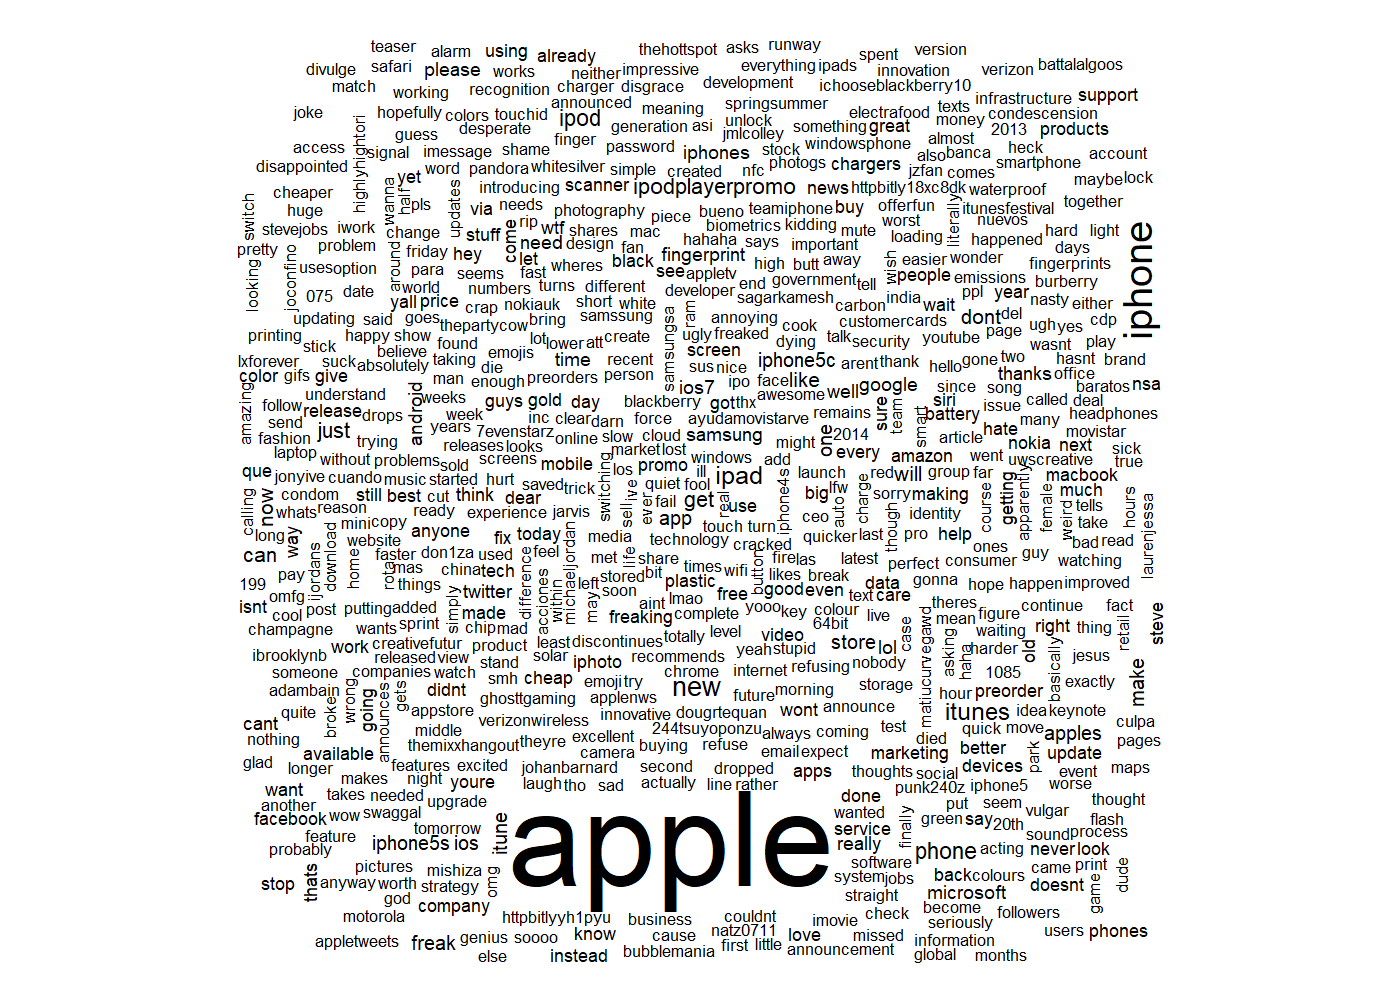 teaser alarm using already thehottspot asks runway spent version
divulge safari please works neither impressive everything ipads innovation verizon battalalgoos
match working recognition charger disgrace development ichooseblackberry10 infrastructure support
joke hopefully colors touchid announced ipod meaning springsummer electrafood texts money condescension
guess desperate finger generation asi unlock jmlcolley something great almost 2013 products
access signal imessage shame password iphones stock windowsphone also banca heck account
disappointed highlyhightori word pandora whitesilver simple created nfc photogs chargers jzfan comes smartphone
cheaper yet half wanna updates introducing scanner ipodplayerpromo news httpbitly18xc8dk waterproof maybe lock
switch huge pls via needs photography piece bueno teamiphone buy offerfun itunesfestival together
stevejobs iwork change stuff come rip wtf shares mac biometrics kidding mute worst literally nuevos hard light iphone
pretty problem friday hey need let design fan hahaha says important loading happened days
looking joconfino usesoption around para seems fast wheres black fingerprint see appletv high butt away wish easier wonder fingerprints
075 date world numbers turns different developer end government tell people emissions burberry
yall price crap nokiauk short white sagarkamesh carbon india wait ppl year nasty either
updating said goes thepartycow bring samssung samsungsa ram annoying cook customercards dont del ugh yes cdp
printing happy show found lot lower att create ugly freaked dying talk security youtube page wasnt play
lxforever stick suck believe absolutely taking emojis time recent screen iphone5c arent thank hello gone two hasnt brand
color gifs give man die enough preorders person sus nice ios7 ipo face like well google since song thanks office nsa
amazing understand follow release drops android weeks guys gold day blackberry got thx awesome sure siri called deal baratos
send just week inc clear darn force ayudamovistarve remains team smart battery issue many headphones
fashion trying years 7evenstarz online slow cloud samsung might one 2014 article hate nokia next movistar
laptop without problems releases looks market lost windows every amazon went uwscreative sick true
que jonyive cuando music sold started screens hurt mobile switching los promo ill ipad add launch red will group far macbook
calling now condom still best cut think dear saved trick live quiet fool get real use iphone4s big lfw charge sorry making course getting apparently female much
whats reason ready experience jarvis sell ever fail app touch turn ceo auto identity weird tells take hours laurenjessa
long way minicopy website anyone fix today media technology cracked quicker last though pro help ones guy bad read
can ijordans download home faster don1za used feel michaeljordan met share fire las latest perfect consumer watching
199 pay rota mas things china tech difference acciones within left life stored bit times wifi button likes break data gonna hope happen improved
omfg simply twitter may soon plastic free good even text care theres
isnt cool post putting added made aint lmao freaking complete yooo key colour live mean figure continue fact steve
champagne wants sprint creativefutur chip mad least discontinues totally level video 64bit store lol case asking haha waiting right thing retail
ibrooklynb work released view product solar iphoto recommends yeah stupid refusing nobody matiucurvegawd harder old jesus
someone companies watch stand smh cheap emoji try chrome internet storage 1085 basically exactly make
adambain wrong gets didnt ghosttgaming applenws new future morning hour preorder
cant quite broke going announces appstore verizonwireless innovative dougrtequan wont announce itunes idea keynote culpa
nothing middle themixxhangout theyre excellent 244tsuyoponzu always coming test died quick move apples pages
glad available features excited camera buying refuse email expect marketing better park update maps
longer makes night youre johanbarnard second dropped apps thoughts social devices event worse
want takes needed upgrade laugh tho sad actually line rather done punk240z iphone5 thought
another facebook wow swaggal itune apple wanted finally put seem vulgar flash
feature tomorrow service green say 20th sound process
probably iphone5s ios really phone acting never look
pictures mishiza software came print dude
stop thats anyway worth strategy omg system jobs back colours doesnt game
god company straight microsoft
motorola httpbitlyyh1pyu business couldnt imovie check become followers
appletweets freak genius soooo know cause natz0711 love missed seriously users phones
else instead bubblemania first little announcement information global months